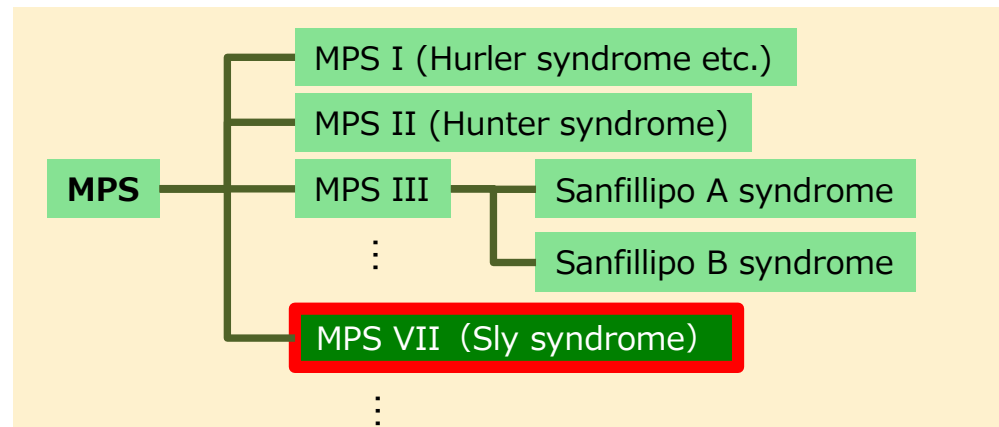 MPS I (Hurler syndrome etc.)
MPS II (Hunter syndrome)
MPS
MPS III
Sanfillipo A syndrome
⋮
Sanfillipo B syndrome
MPS VII（Sly syndrome）
⋮